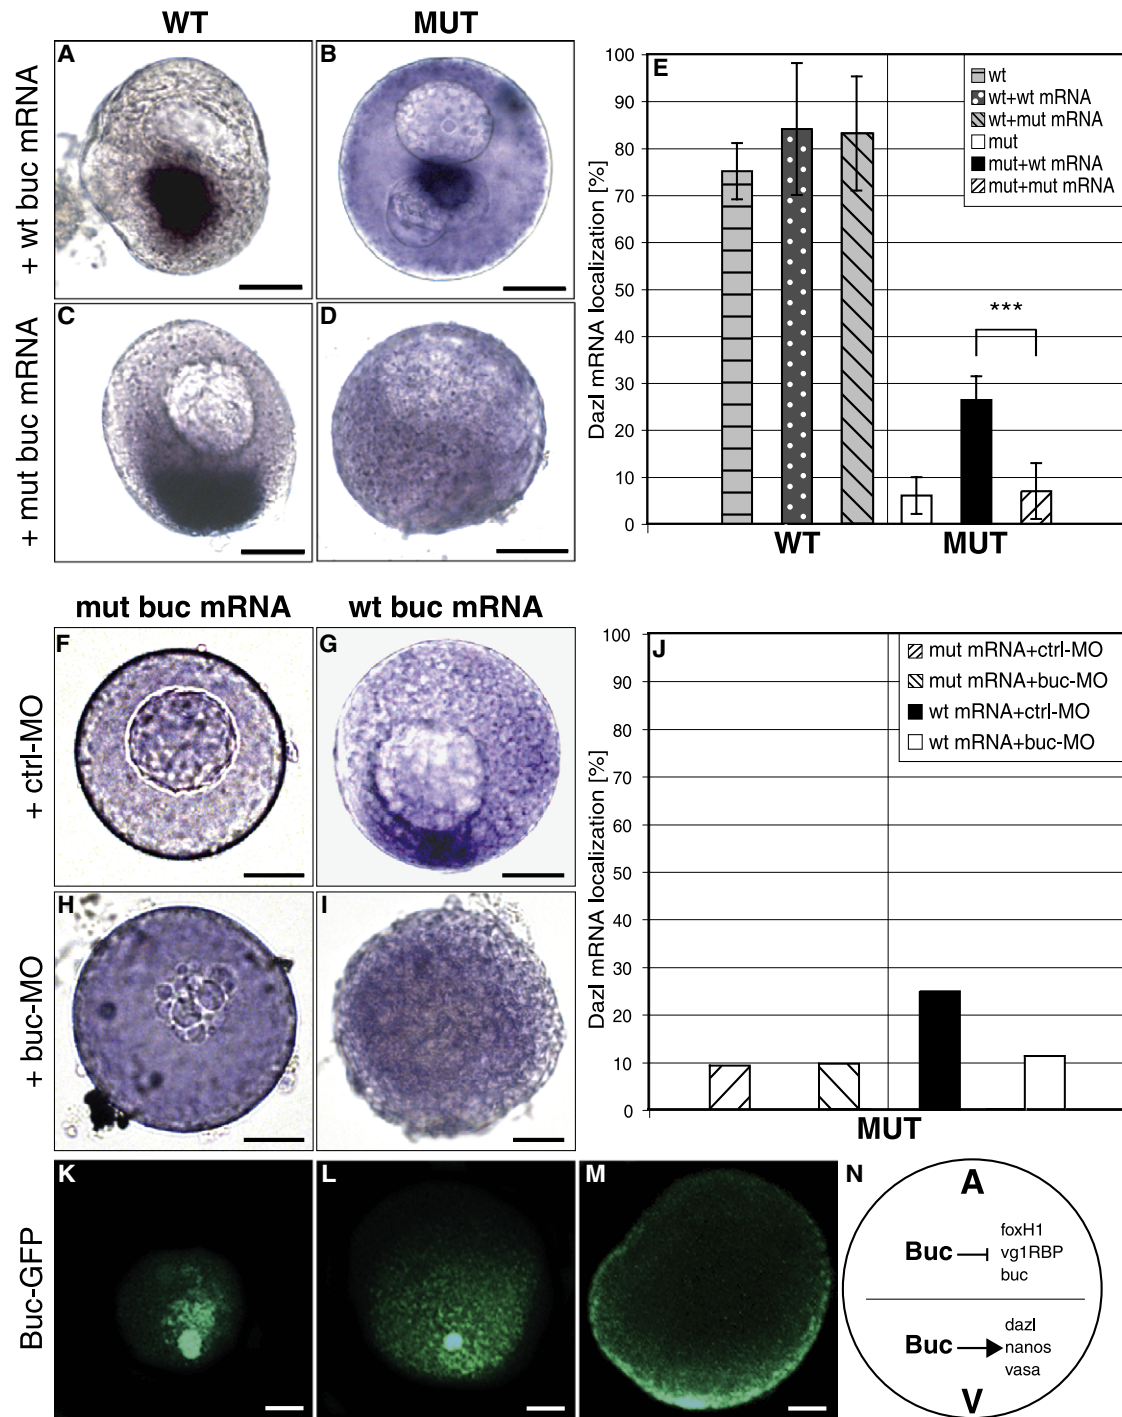 WT
MUT
+ wt buc mRNA
+ mut buc mRNA
A
B
C
D
E
Dazl mRNA localization [%]
100
90
80
70
60
50
40
30
20
10
0
wt
wt+wt mRNA
wt+mut mRNA
mut
mut+wt mRNA
mut+mut mRNA
***
WT
MUT
mut buc mRNA
wt buc mRNA
+ ctrl-MO
+ buc-MO
F
G
H
I
J
Dazl mRNA localization [%]
100
90
80
70
60
50
40
30
20
10
0
mut mRNA+ctrl-MO
mut mRNA+buc-MO
wt mRNA+ctrl-MO
wt mRNA+buc-MO
MUT
Buc-GFP
K
L
M
N
A
Buc
foxH1
vg1RBP
buc
Buc
dazl
nanos
vasa
V